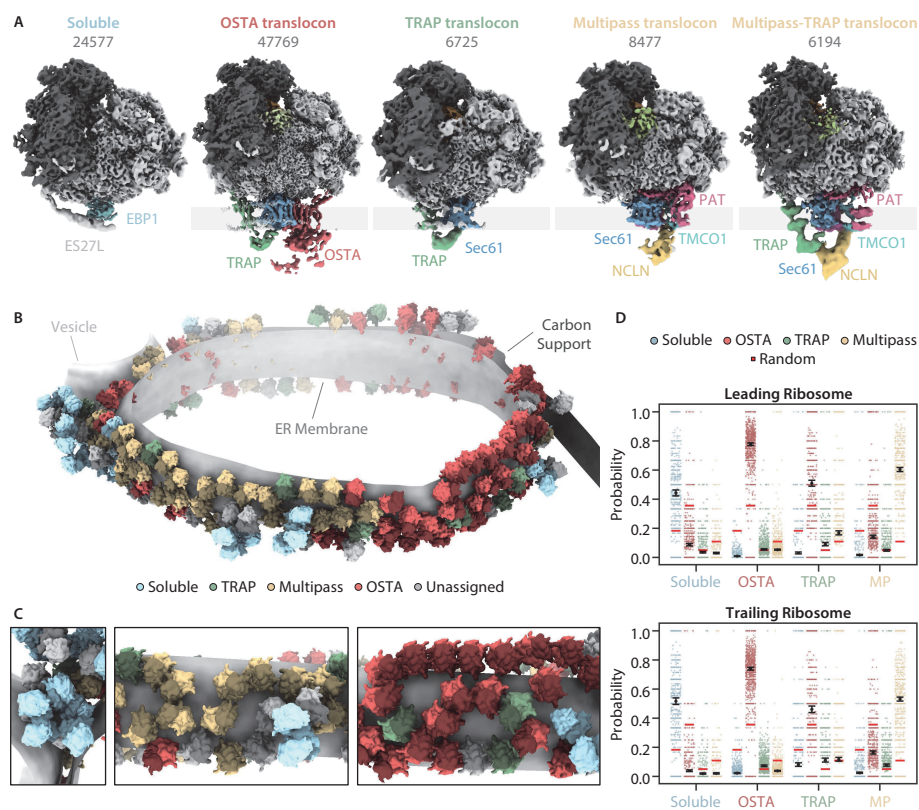 A
Soluble
24577
OSTA translocon
47769
TRAP translocon
6725
Multipass translocon
8477
Multipass-TRAP translocon
6194
EBP1
ES27L
TRAP
OSTA
TRAP
Sec61
PAT
Sec61
TMCO1
NCLN
PAT
TRAP
TMCO1
Sec61
NCLN
B
Vesicle
Carbon
Support
ER Membrane
Soluble TRAP Multipass OSTA Unassigned
C
D
Soluble OSTA TRAP Multipass
Random
Leading Ribosome
Probability
1.0
0.8
0.6
0.4
0.2
0.0
Soluble OSTA TRAP MP
Trailing Ribosome
Probability
1.0
0.8
0.6
0.4
0.2
0.0
Soluble OSTA TRAP MP